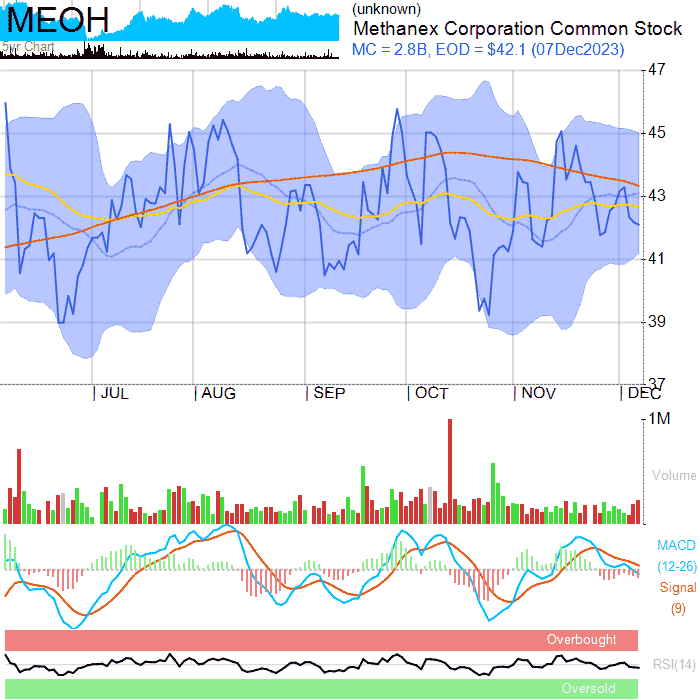 MEOH
5yr Chart
(unknown)
Methanex Corporation Common Stock
MC = 2.8B, EOD = $42.1 (07Dec2023)
47
45
43
41
39
37
JUL AUG SEP OCT NOV DEC
1M
Volume
MACD
(12-26)
Signal
(9)
Overbought
RSI(14)
Oversold